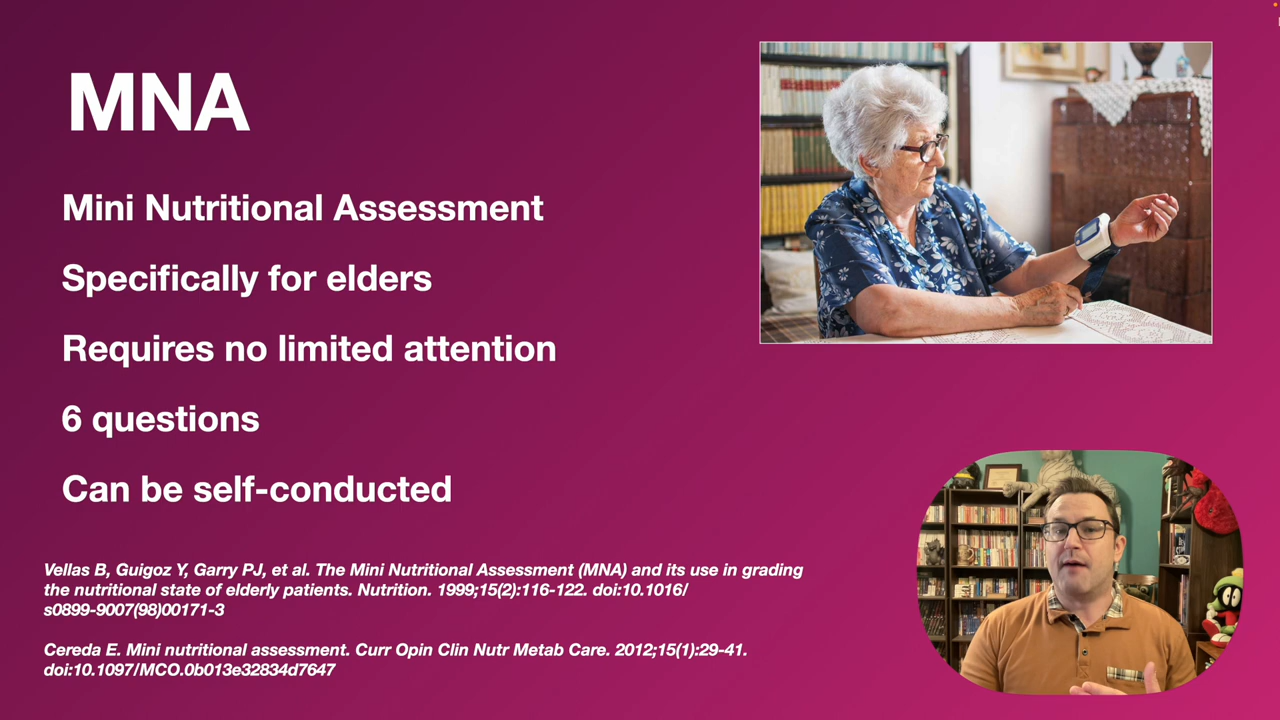 MNA
Mini Nutritional Assessment
Specifically for elders
Requires no limited attention
6 questions
Can be self-conducted
Vellas B, Guigoz Y, Garry PJ, et al. The Mini Nutritional Assessment (MNA) and its use in grading
the nutritional state of elderly patients. Nutrition. 1999;15(2):116-122. doi:10.1016/
s0899-9007(98)00171-3
Cereda E. Mini nutritional assessment. Curr Opin Clin Nutr Metab Care. 2012;15(1):29-41.
doi:10.1097/MCO.0b013e32834d7647